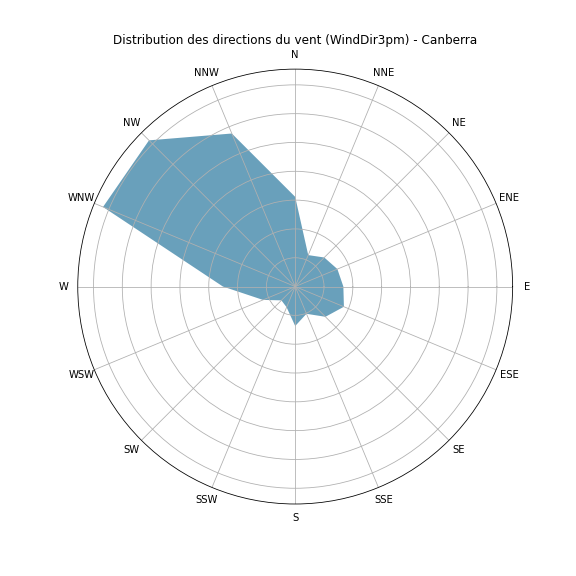 Distribution des directions du vent (WindDir3pm) - Canberra
N
NNW
NNE
NW
NE
WNW
ENE
W
E
WSW
ESE
SW
SE
SSW
SSE
S